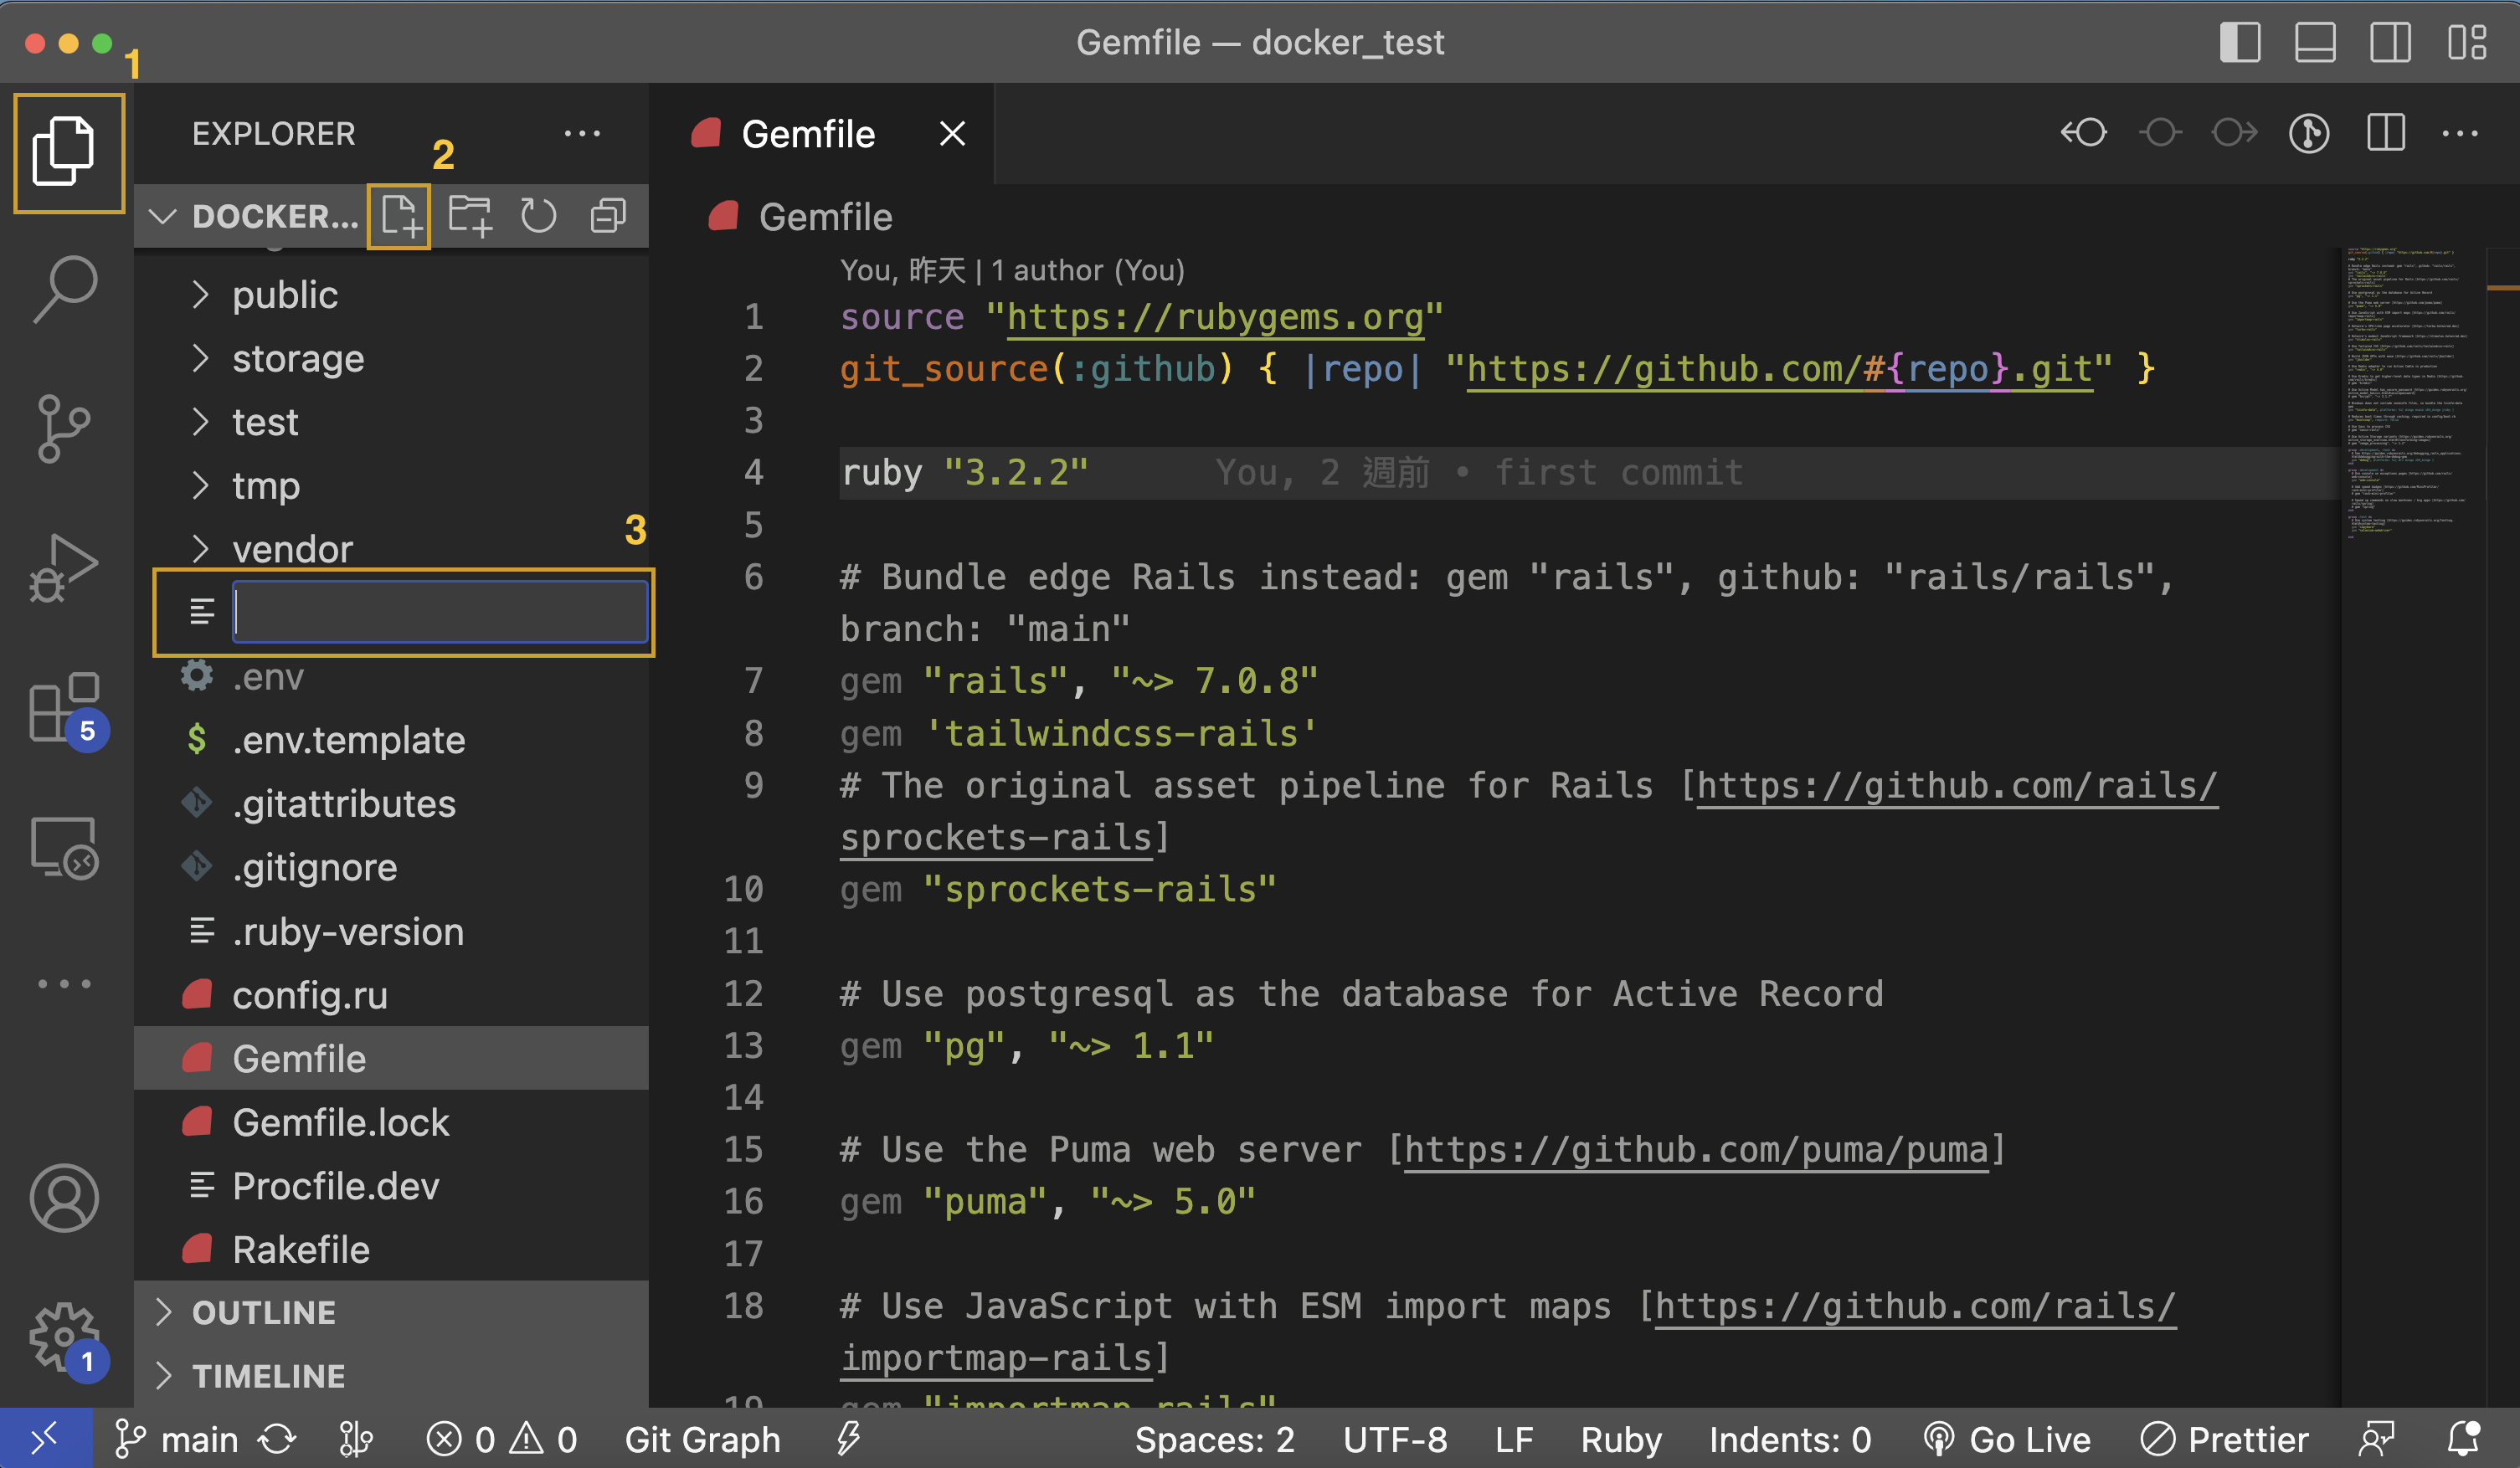 Gemfile — docker_test
1
EXPLORER
2
DOCKER...
public
storage
test
tmp
3
vendor
.env
.env.template
.gitattributes
.gitignore
.ruby-version
config.ru
Gemfile
Gemfile.lock
Procfile.dev
Rakefile
OUTLINE
TIMELINE
5
1
Gemfile
Gemfile
You, 昨天 | 1 author (You)
1 source "https://rubygems.org"
2 git_source(:github) { |repo| "https://github.com/#{repo}.git" }
3
4 ruby "3.2.2" You, 2 週前 • first commit
5
6 # Bundle edge Rails instead: gem "rails", github: "rails/rails",
branch: "main"
7 gem "rails", "~> 7.0.8"
8 gem 'tailwindcss-rails'
9 # The original asset pipeline for Rails [https://github.com/rails/
sprockets-rails]
10 gem "sprockets-rails"
11
12 # Use postgresql as the database for Active Record
13 gem "pg", "~> 1.1"
14
15 # Use the Puma web server [https://github.com/puma/puma]
16 gem "puma", "~> 5.0"
17
18 # Use JavaScript with ESM import maps [https://github.com/rails/
importmap-rails]
19 gem "importmap-rails"
main 0 0 Git Graph Spaces: 2 UTF-8 LF Ruby Indents: 0 Go Live Prettier